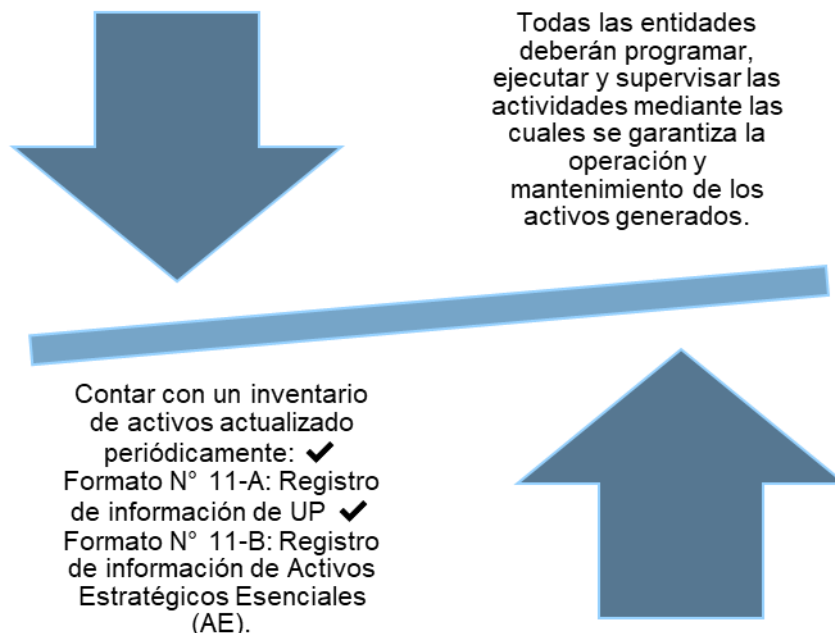 Todas las entidades
deberán programar,
ejecutar y supervisar las
actividades mediante las
cuales se garantiza la
operación y
mantenimiento de los
activos generados.
Contar con un inventario
de activos actualizado
periódicamente: ✔
Formato N° 11-A: Registro
de información de UP ✔
Formato N° 11-B: Registro
de información de Activos
Estratégicos Esenciales
(AE).